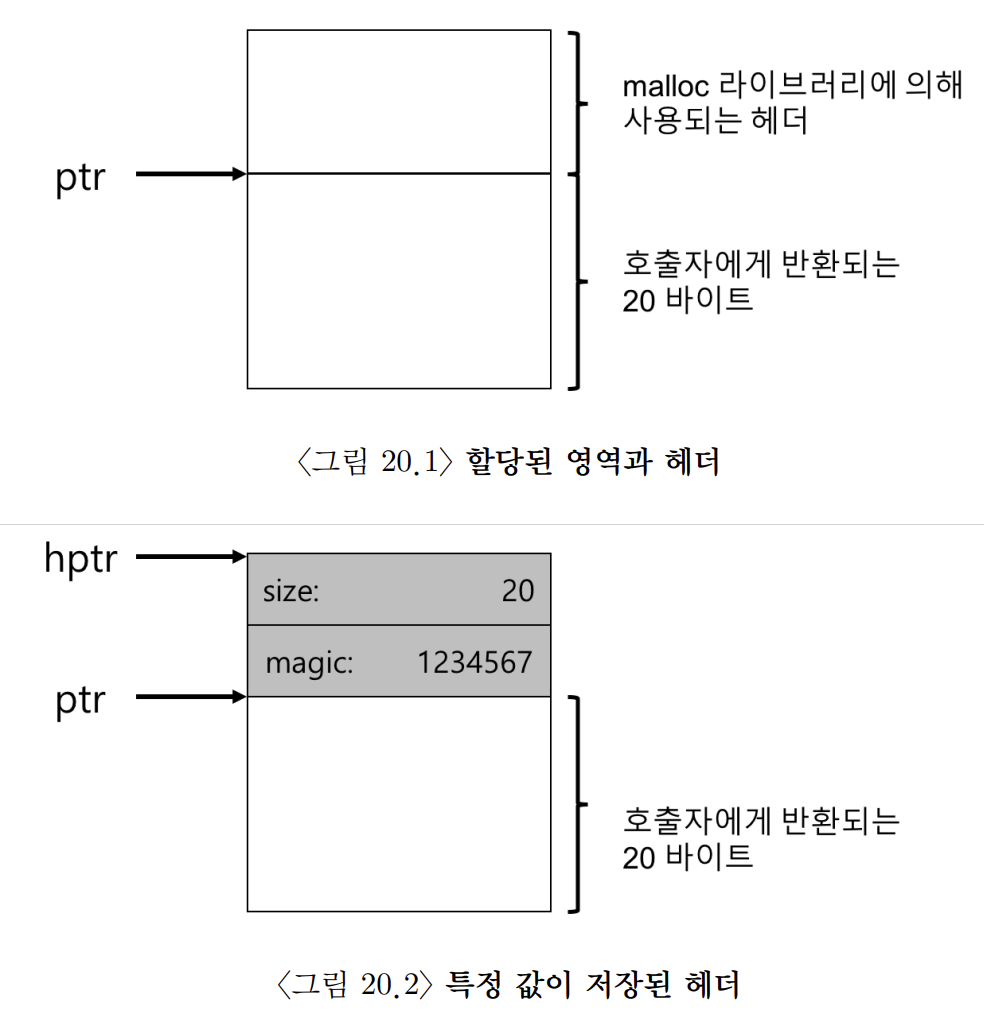 malloc 라이브러리에 의해
사용되는 헤더
ptr
호출자에게 반환되는
20 바이트
〈그림 20.1〉 할당된 영역과 헤더
hptr
size: 20
magic: 1234567
ptr
호출자에게 반환되는
20 바이트
〈그림 20.2〉 특정 값이 저장된 헤더